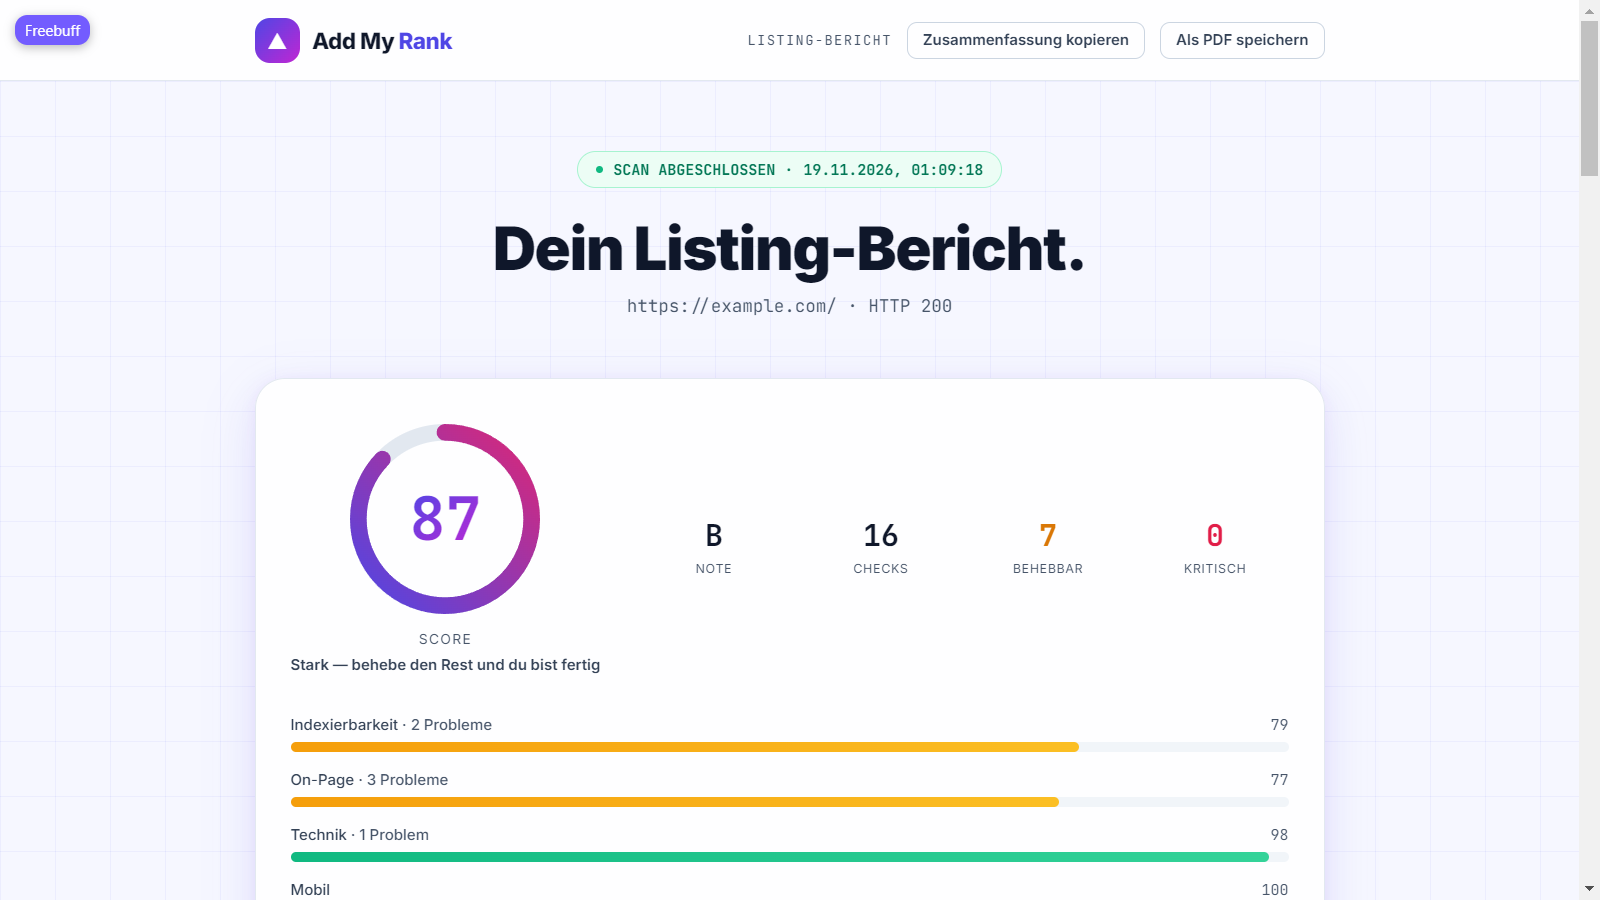 Freebuff
Add My Rank
LISTING-BERICHT
Zusammenfassung kopieren
Als PDF speichern
SCAN ABGESCHLOSSEN · 19.11.2026, 01:09:18
Dein Listing-Bericht.
https://example.com/ · HTTP 200
87
SCORE
Stark — behebe den Rest und du bist fertig
B
NOTE
16
CHECKS
7
BEHEBBAR
0
KRITISCH
Indexierbarkeit · 2 Probleme 79
On-Page · 3 Probleme 77
Technik · 1 Problem 98
Mobil 100